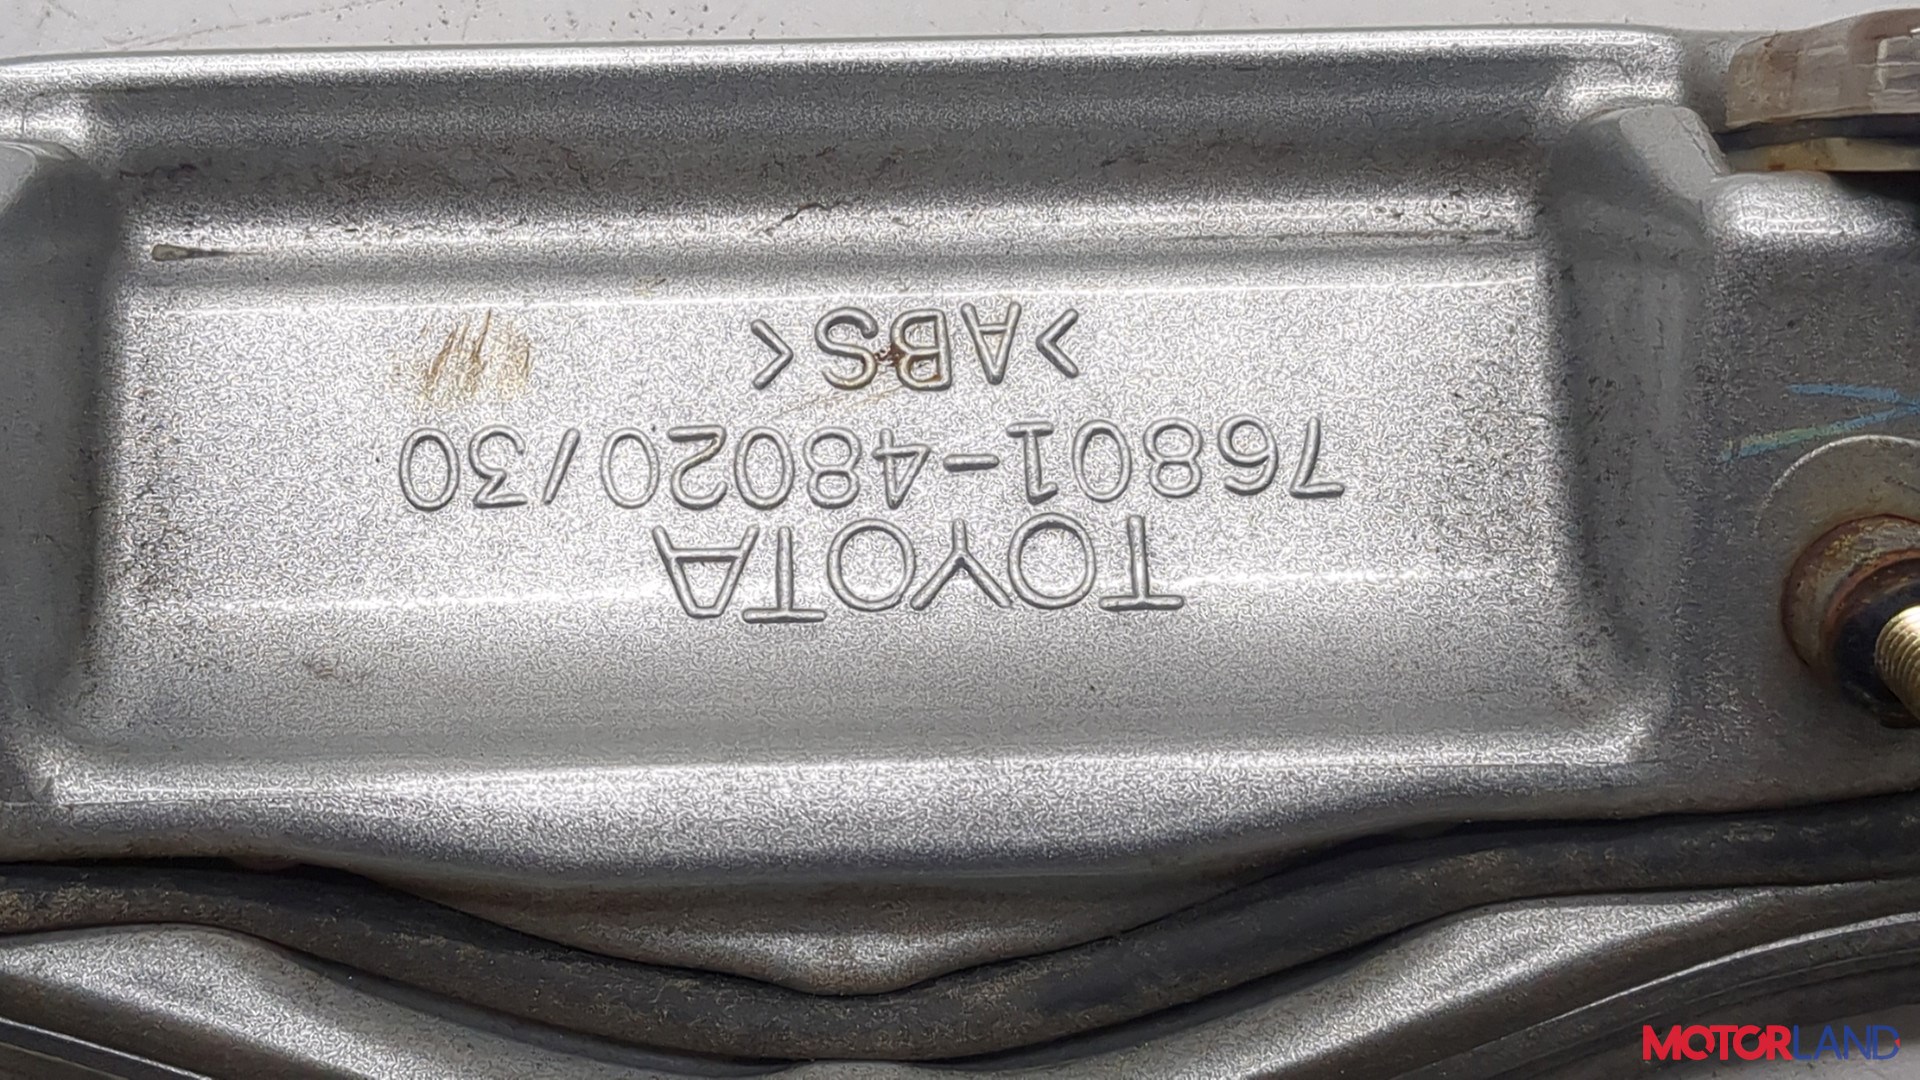 TOYOTA
76801-48020/30
>ABS<
MOTORLAND